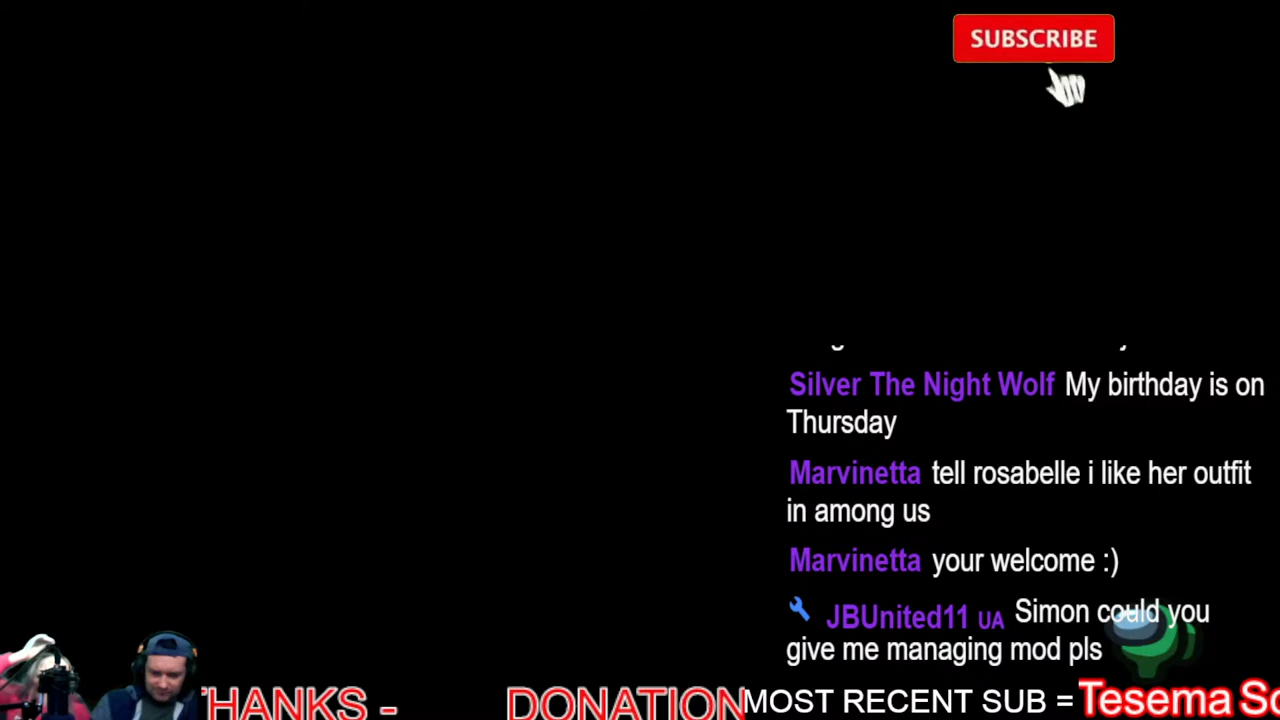 SUBSCRIBE
Silver The Night Wolf My birthday is on
Thursday
Marvinetta tell rosabelle i like her outfit
in among us
Marvinetta your welcome :)
JBUnited11 UA Simon could you
give me managing mod pls
THANKS - DONATION MOST RECENT SUB = Tesema